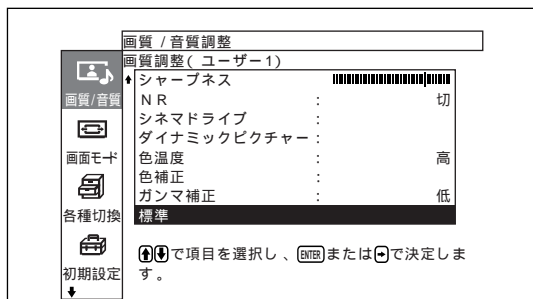 画質 / 音質調整
画質調整( ユーザー1)
シャープネス
画質/音質
NR : 切
シネマドライブ :
ダイナミックピクチャー :
画面モード
色温度 : 高
色補正 :
ガンマ補正 : 低
各種切換
標準
で項目を選択し 、ENTERまたはで決定しま
す。
初期設定